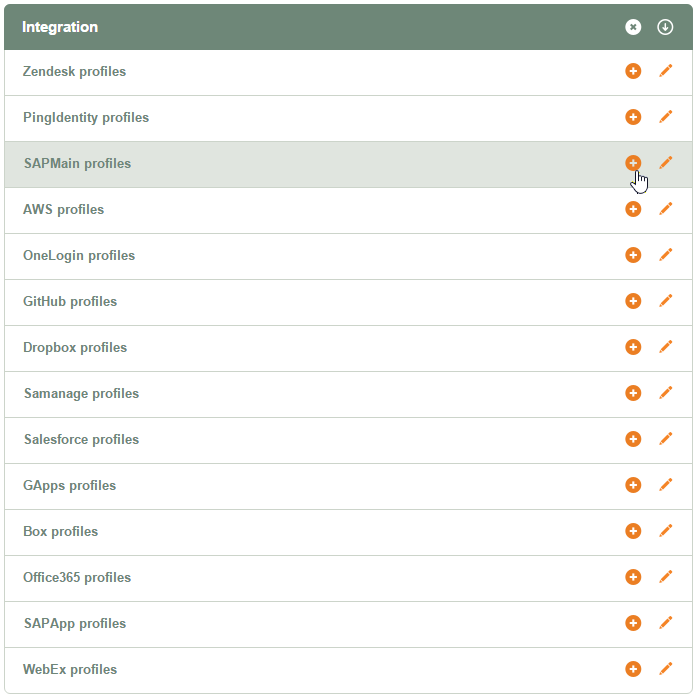 Integration
Zendesk profiles
PingIdentity profiles
SAPMain profiles
AWS profiles
OneLogin profiles
GitHub profiles
Dropbox profiles
Samanage profiles
Salesforce profiles
GApps profiles
Box profiles
Office365 profiles
SAPApp profiles
WebEx profiles